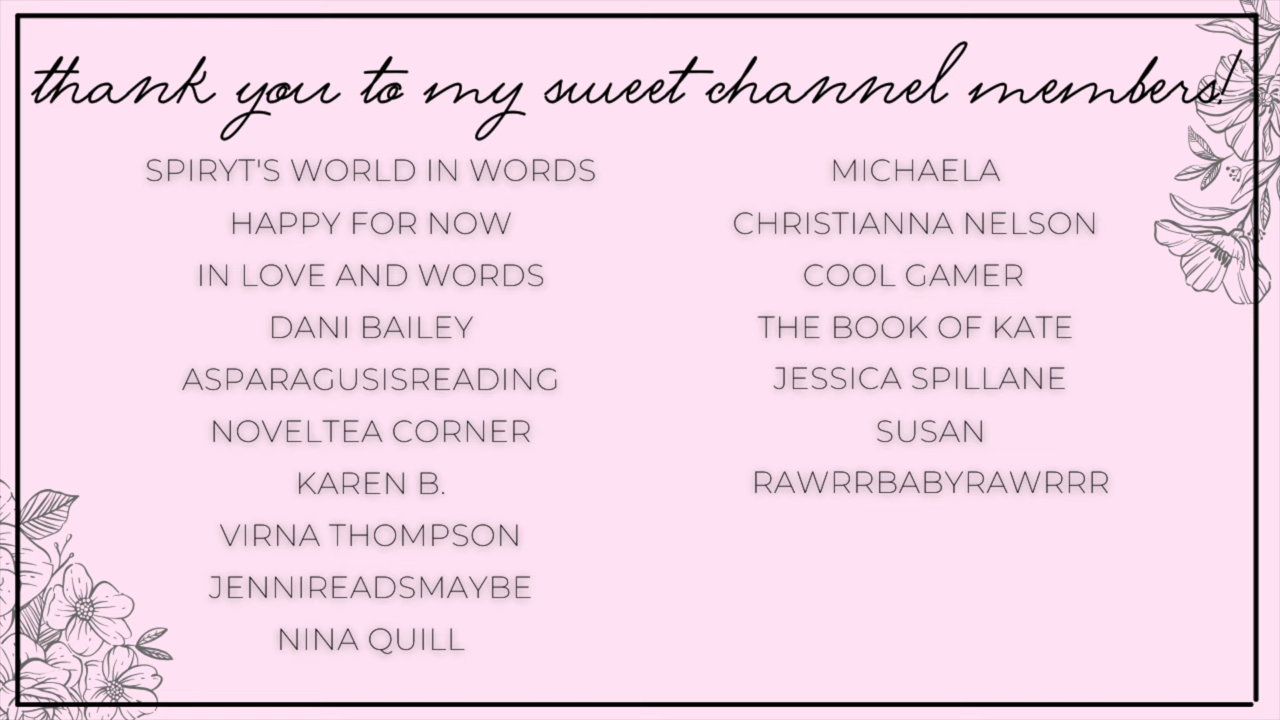 thank you to my sweet channel members!
SPIRYT'S WORLD IN WORDS
HAPPY FOR NOW
IN LOVE AND WORDS
DANI BAILEY
ASPARAGUSISREADING
NOVELTEA CORNER
KAREN B.
VIRNA THOMPSON
JENNIREADSMAYBE
NINA QUILL
MICHAELA
CHRISTIANNA NELSON
COOL GAMER
THE BOOK OF KATE
JESSICA SPILLANE
SUSAN
RAWRRBABYRAWRRR